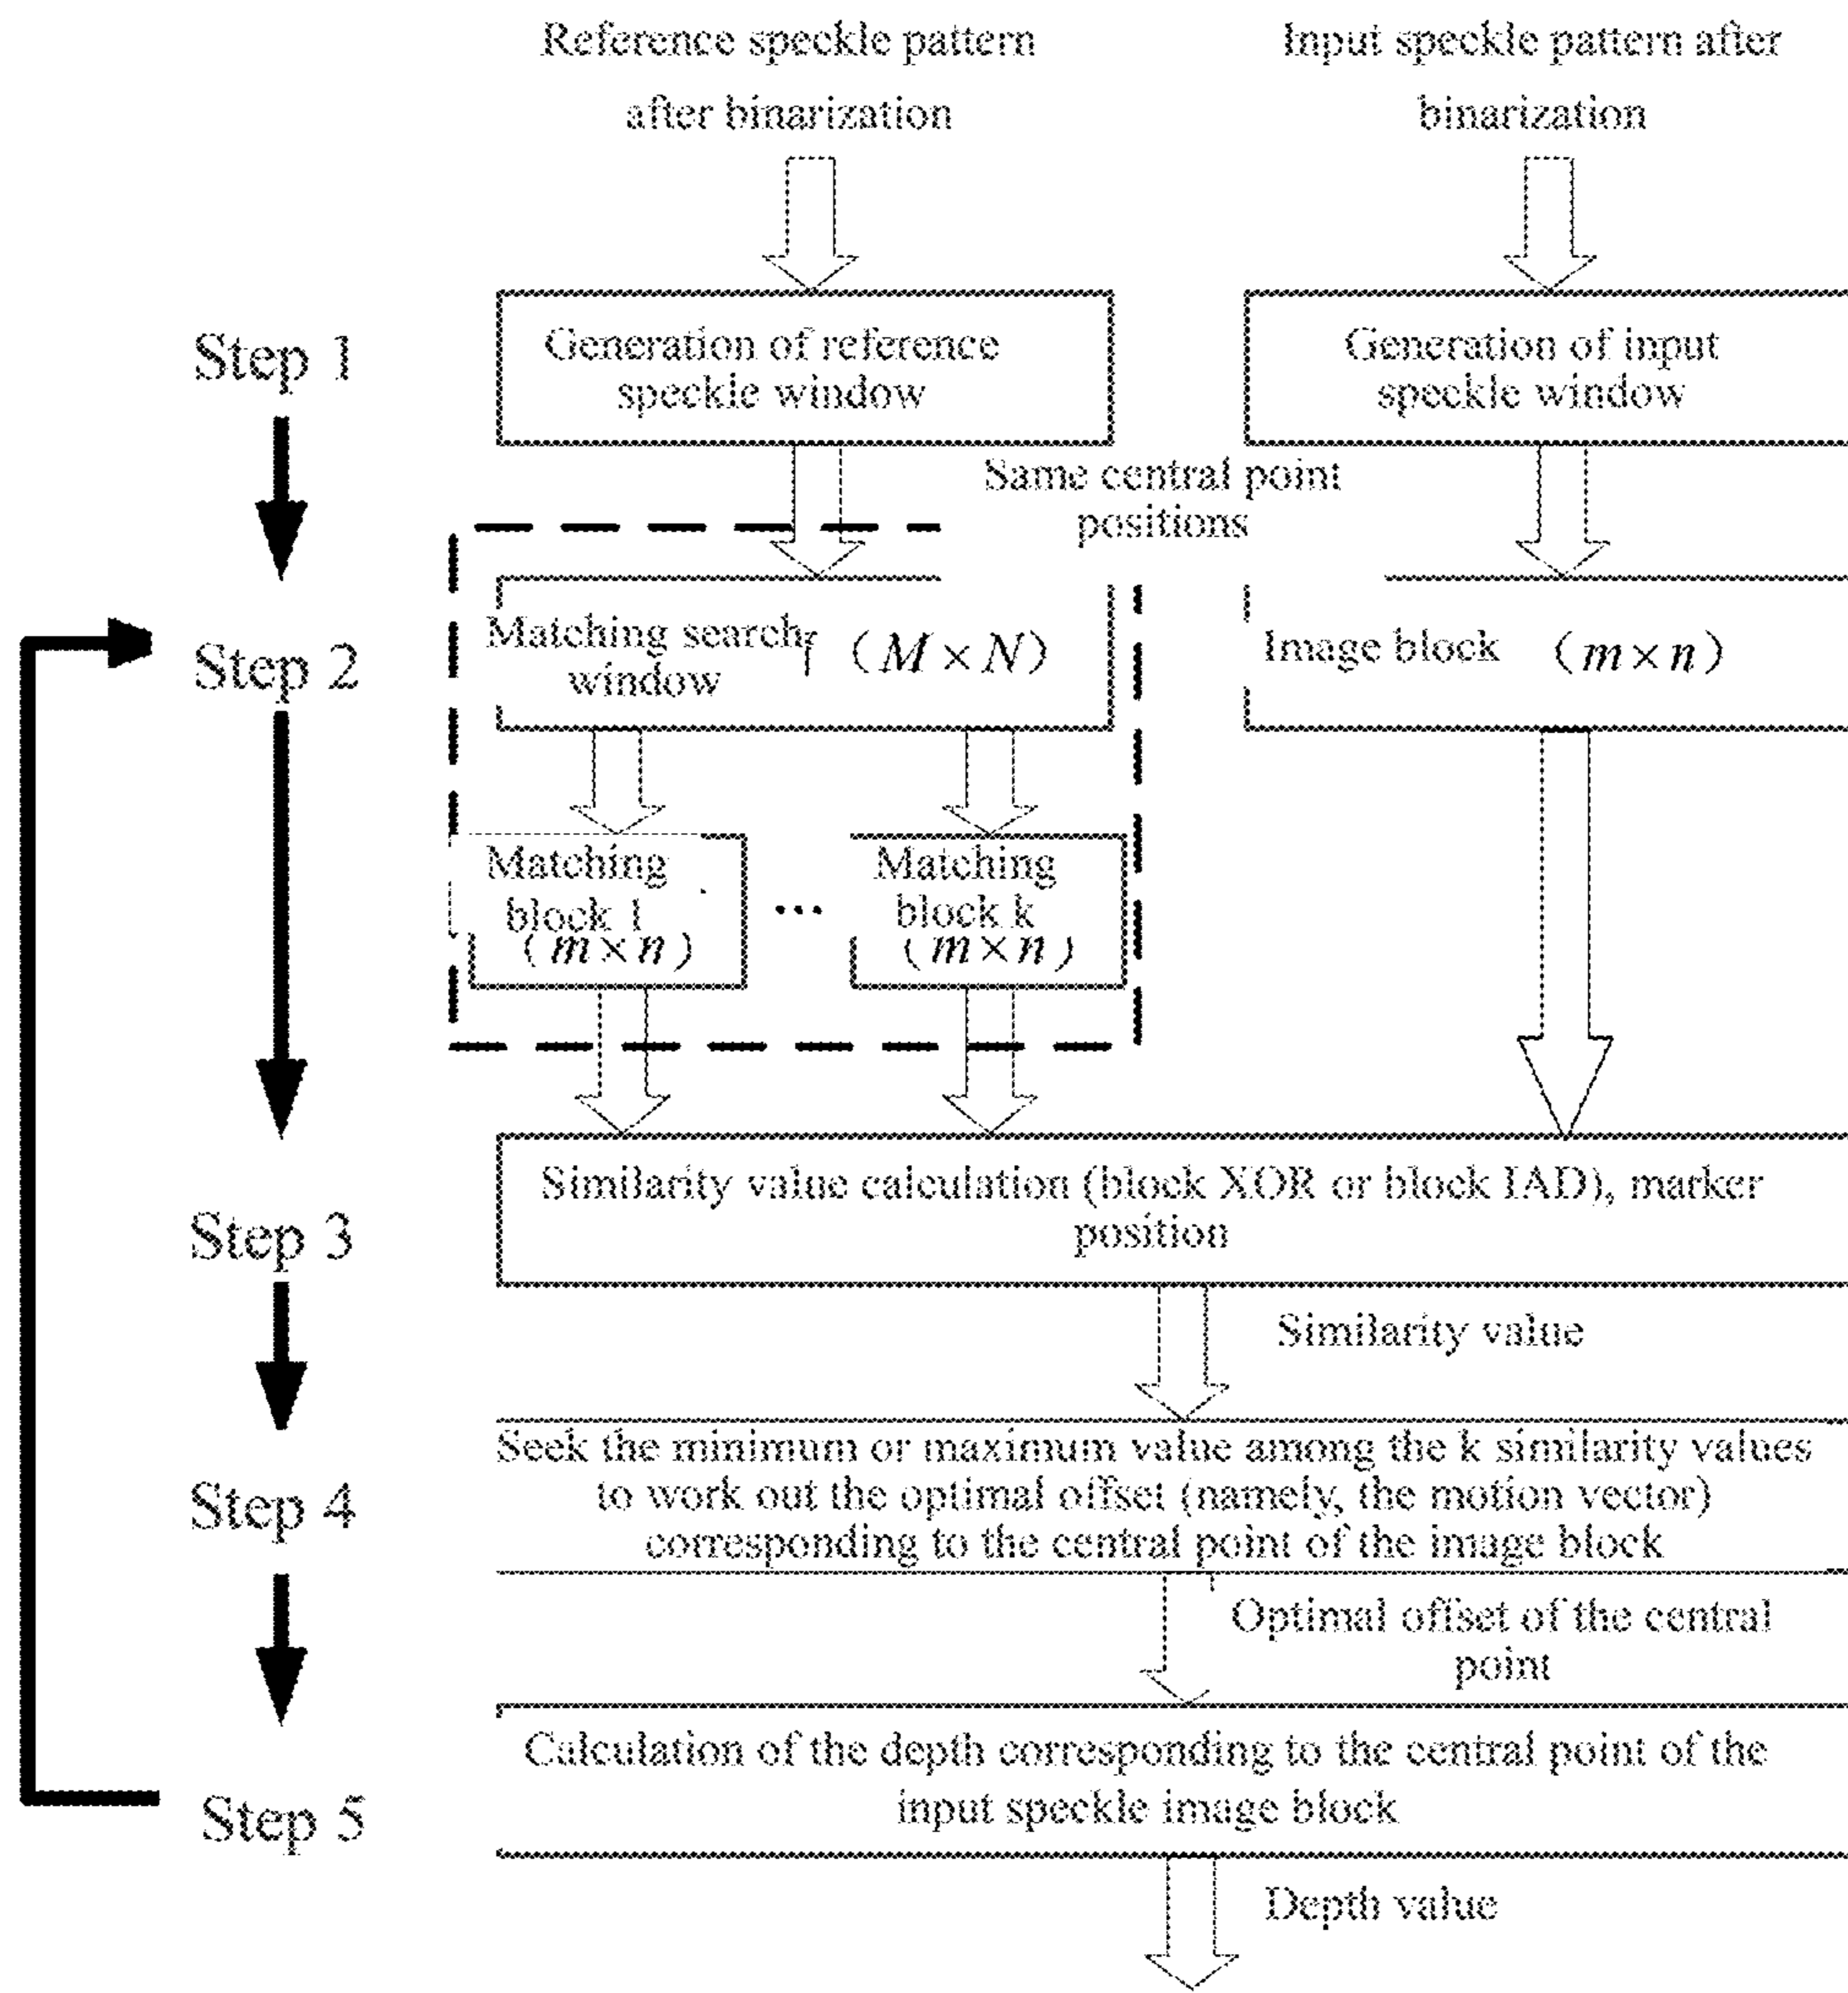 Reference speckle pattern
after binarization
Input speckle pattern after
binarization
Step 1
Generation of reference
speckle window
Generation of input
speckle window
Same central point
positions
Step 2
Matching search
window
(M×N)
Image block (m×n)
Matching
block 1
(m×n)
...
Matching
block k
(m×n)
Step 3
Similarity value calculation (block XOR or block IAD), marker
position
Similarity value
Step 4
Seek the minimum or maximum value among the k similarity values
to work out the optimal offset (namely, the motion vector)
corresponding to the central point of the image block
Optimal offset of the central
point
Step 5
Calculation of the depth corresponding to the central point of the
input speckle image block
Depth value